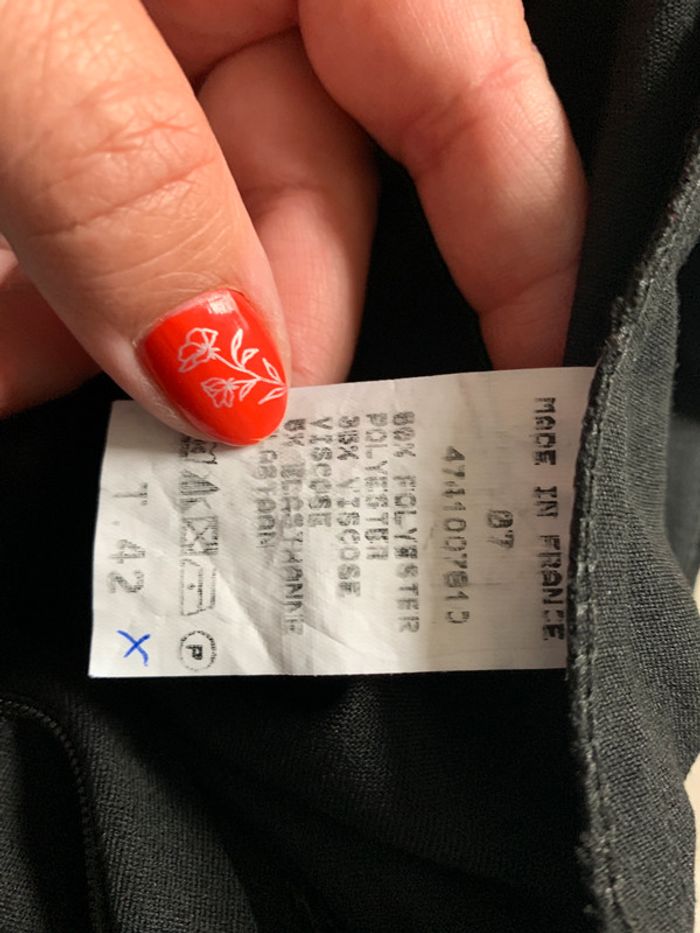 MADE IN FRANCE
07
60% POLYESTER
POLYESTER
35% VISCOSE
VISCOSE
5% ELASTHANNE
T.42
X
P